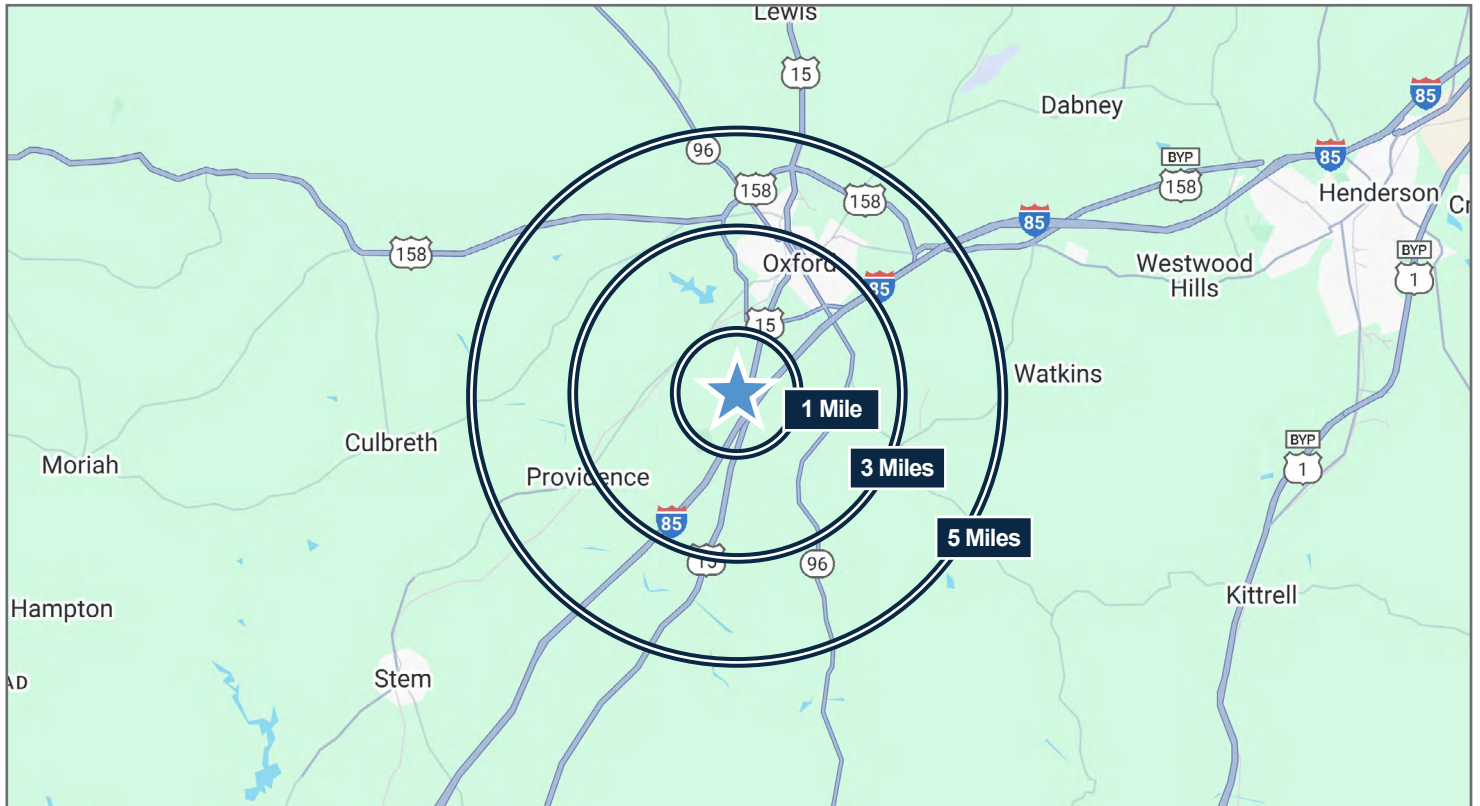 Lewis
15
85
Dabney
96
BYP
85
158
158
158
Henderson
Cr
85
158
BYP
1
Oxford
Westwood
Hills
85
15
Watkins
1 Mile
Culbreth
BYP
1
Moriah
3 Miles
Providence
85
5 Miles
15
96
Hampton
Kittrell
AD
Stem